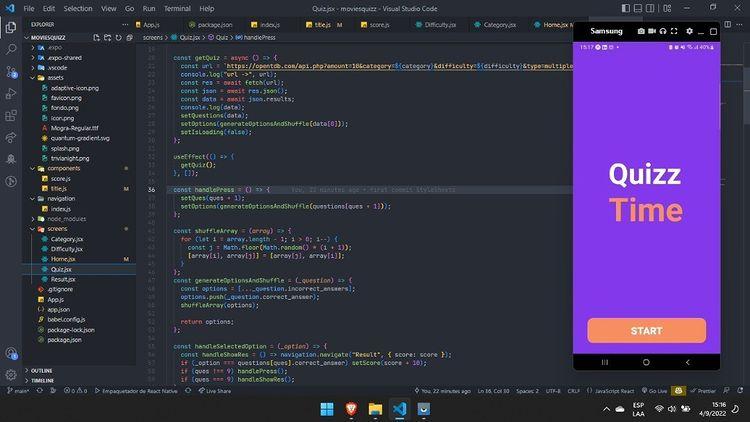 File Edit Selection View Go Run Terminal Help
Quiz.jsx - moviesquizz - Visual Studio Code
EXPLORER
App.js
package.json
index.js
title.js M
score.js
Difficulty.jsx
Category.jsx
Home.jsx
MOVIESQUIZZ
screens > Quiz.jsx > Quiz > handlePress
.expo
.expo-shared
.vscode
assets
adaptive-icon.png
favicon.png
fondo.png
icon.png
Mogra-Regular.ttf
quantum-gradient.svg
splash.png
trivianight.png
components
score.js
title.js M
navigation
index.js
node_modules
screens
Category.jsx
Difficulty.jsx
Home.jsx M
Quiz.jsx
Result.jsx
.gitignore
App.js
app.json
babel.config.js
package-lock.json
package.json
OUTLINE
TIMELINE
const getQuiz = async () => {
const url = `https://opentdb.com/api.php?amount=10&category=${category}&difficulty=${difficulty}&type=multiple
console.log("url ->", url);
const res = await fetch(url);
const json = await res.json();
const data = await json.results;
console.log(data);
setQuestions(data);
setOptions(generateOptionsAndShuffle(data[0]));
setIsLoading(false);
};
useEffect(() => {
getQuiz();
}, []);
36 const handlePress = () => { You, 22 minutes ago • first commit StyleSheets
setQues(ques + 1);
setOptions(generateOptionsAndShuffle(questions[ques + 1]));
};
const shuffleArray = (array) => {
for (let i = array.length - 1; i > 0; i--) {
const j = Math.floor(Math.random() * (i + 1));
[array[i], array[j]] = [array[j], array[i]];
}
};
const generateOptionsAndShuffle = (_question) => {
const options = [..._question.incorrect_answers];
options.push(_question.correct_answer);
shuffleArray(options);
return options;
};
const handleSelectedOption = (_option) => {
const handleShowRes = () => navigation.navigate("Result", { score: score });
if (_option === questions[ques].correct_answer) setScore(score + 10);
if (ques !== 9) handlePress();
if (ques === 9) handleShowRes();
Samsung
15:17
40%
Quizz
Time
START
main*
0 0
Empaquetador de React Native
Share
Live Share
You, 22 minutes ago
Ln 36, Col 30
Spaces: 2
UTF-8
CRLF
JavaScript React
Go Live
Prettier
ESP
LAA
15:16
4/9/2022